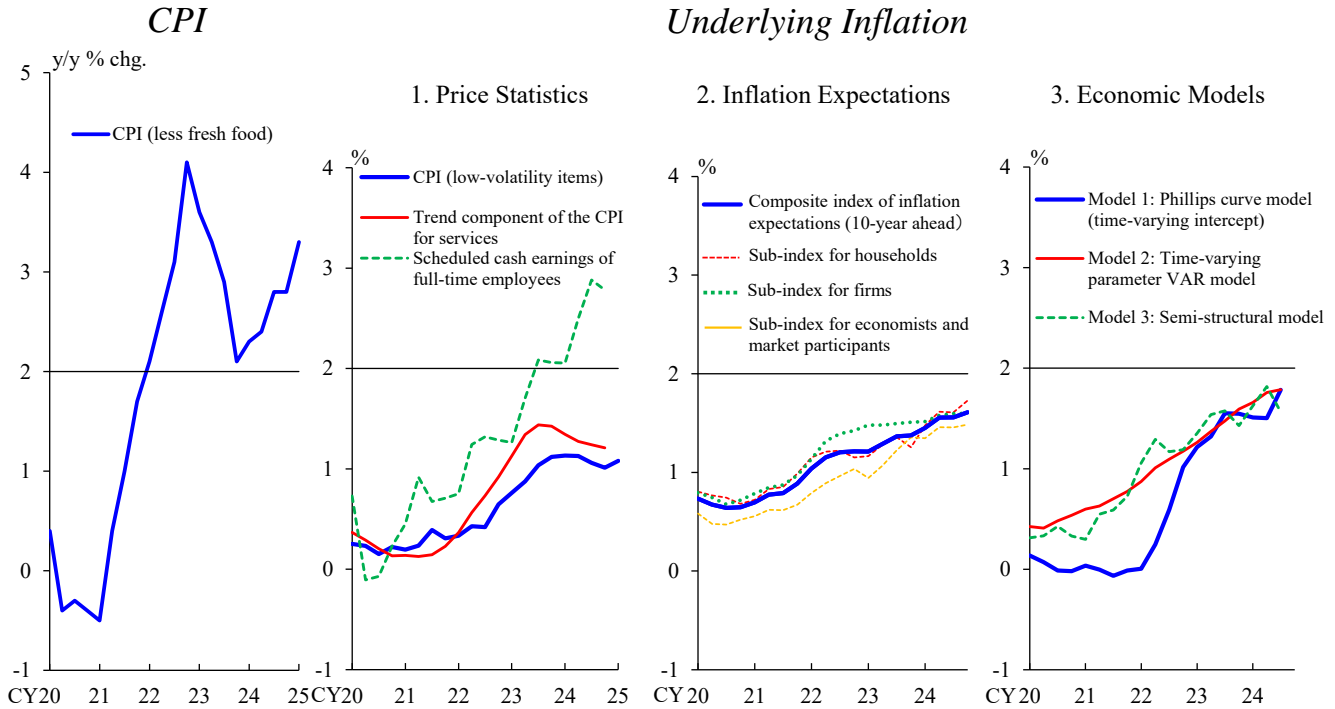 CPI
Underlying Inflation
y/y % chg.
5
4
3
2
1
0
-1
CPI (less fresh food)
CY20
21
22
23
24
25
1. Price Statistics
%
4
3
2
1
0
-1
CPI (low-volatility items)
Trend component of the CPI
for services
Scheduled cash earnings of
full-time employees
CY20
21
22
23
24
25
2. Inflation Expectations
%
4
3
2
1
0
-1
Composite index of inflation
expectations (10-year ahead)
Sub-index for households
Sub-index for firms
Sub-index for economists and
market participants
CY20
21
22
23
24
3. Economic Models
%
4
3
2
1
0
-1
Model 1: Phillips curve model
(time-varying intercept)
Model 2: Time-varying
parameter VAR model
Model 3: Semi-structural model
CY20
21
22
23
24